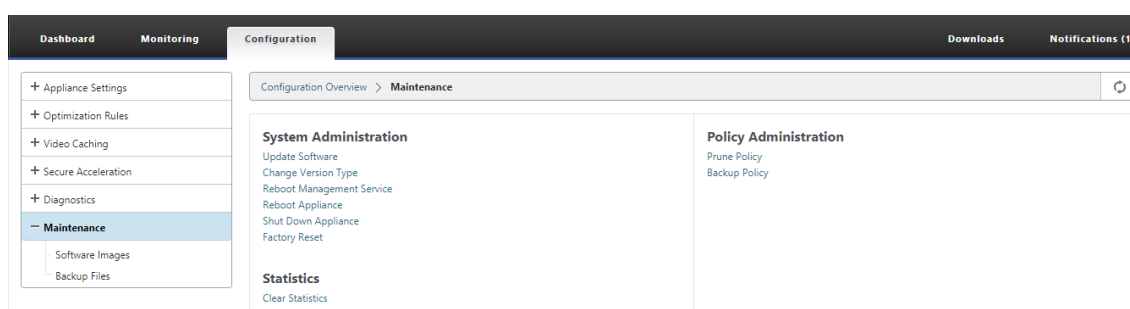 Dashboard Monitoring Configuration Downloads Notifications (1
+ Appliance Settings
+ Optimization Rules
+ Video Caching
+ Secure Acceleration
+ Diagnostics
− Maintenance
Software Images
Backup Files
Configuration Overview > Maintenance
System Administration
Update Software
Change Version Type
Reboot Management Service
Reboot Appliance
Shut Down Appliance
Factory Reset
Statistics
Clear Statistics
Policy Administration
Prune Policy
Backup Policy